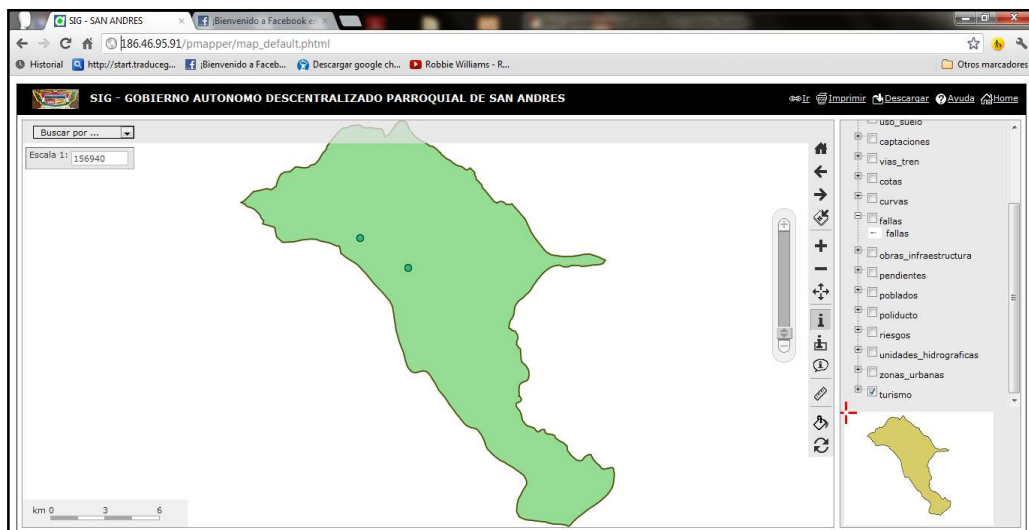 SIG - SAN ANDRES
¡Bienvenido a Facebook en
186.46.95.91/pmapper/map_default.phtml
Historial
http://start.traduceg...
¡Bienvenido a Faceb...
Descargar google ch...
Robbie Williams - R...
Otros marcadores
SIG - GOBIERNO AUTONOMO DESCENTRALIZADO PARROQUIAL DE SAN ANDRES
Ir
Imprimir
Descargar
Ayuda
Home
Buscar por ...
Escala 1: 156940
uso_suelo
captaciones
vias_tren
cotas
curvas
fallas
fallas
obras_infraestructura
pendientes
poblados
poliducto
riesgos
unidades_hidrograficas
zonas_urbanas
turismo
km 0 3 6